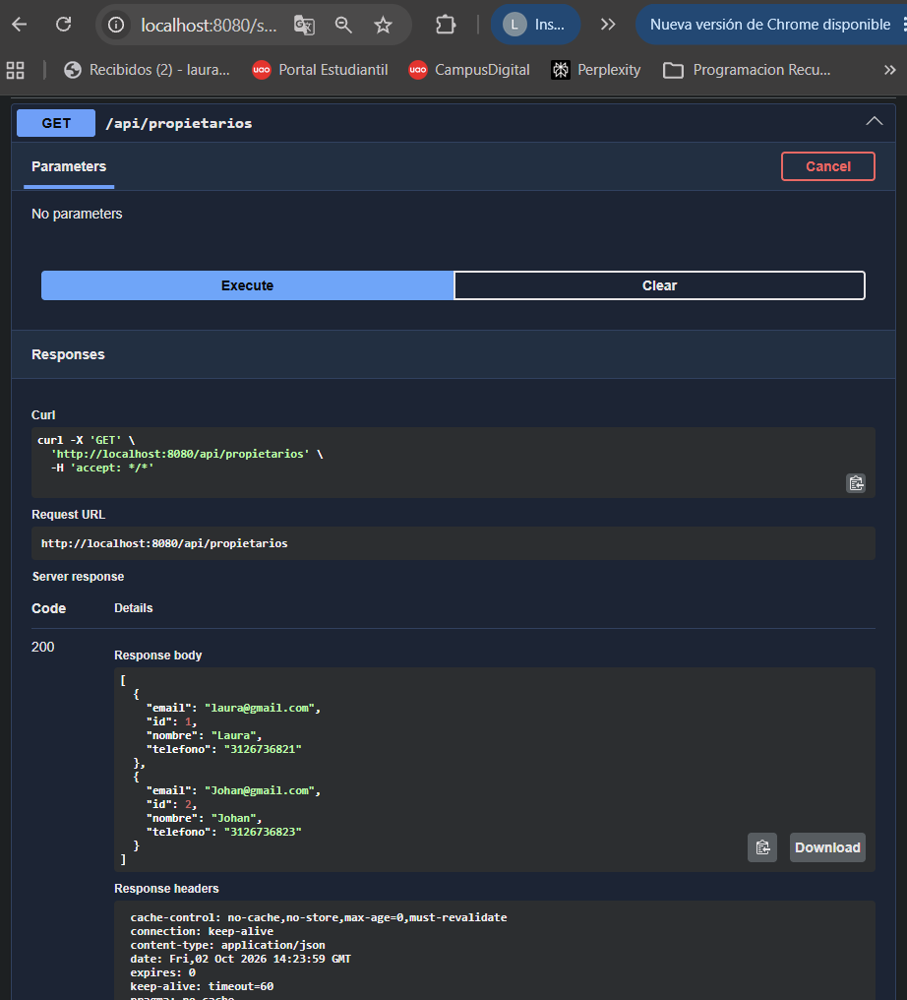 localhost:8080/s...
L Ins...
Nueva versión de Chrome disponible
Recibidos (2) - laura...
UGO Portal Estudiantil
UGO CampusDigital
Perplexity
Programacion Recu...
GET /api/propietarios
Parameters
Cancel
No parameters
Execute
Clear
Responses
Curl
curl -X 'GET' \
'http://localhost:8080/api/propietarios' \
-H 'accept: */*'
Request URL
http://localhost:8080/api/propietarios
Server response
Code Details
200
Response body
[
{
"email": "laura@gmail.com",
"id": 1,
"nombre": "Laura",
"telefono": "3126736821"
},
{
"email": "Johan@gmail.com",
"id": 2,
"nombre": "Johan",
"telefono": "3126736823"
}
]
Download
Response headers
cache-control: no-cache,no-store,max-age=0,must-revalidate
connection: keep-alive
content-type: application/json
date: Fri,02 Oct 2026 14:23:59 GMT
expires: 0
keep-alive: timeout=60
pragma: no-cache